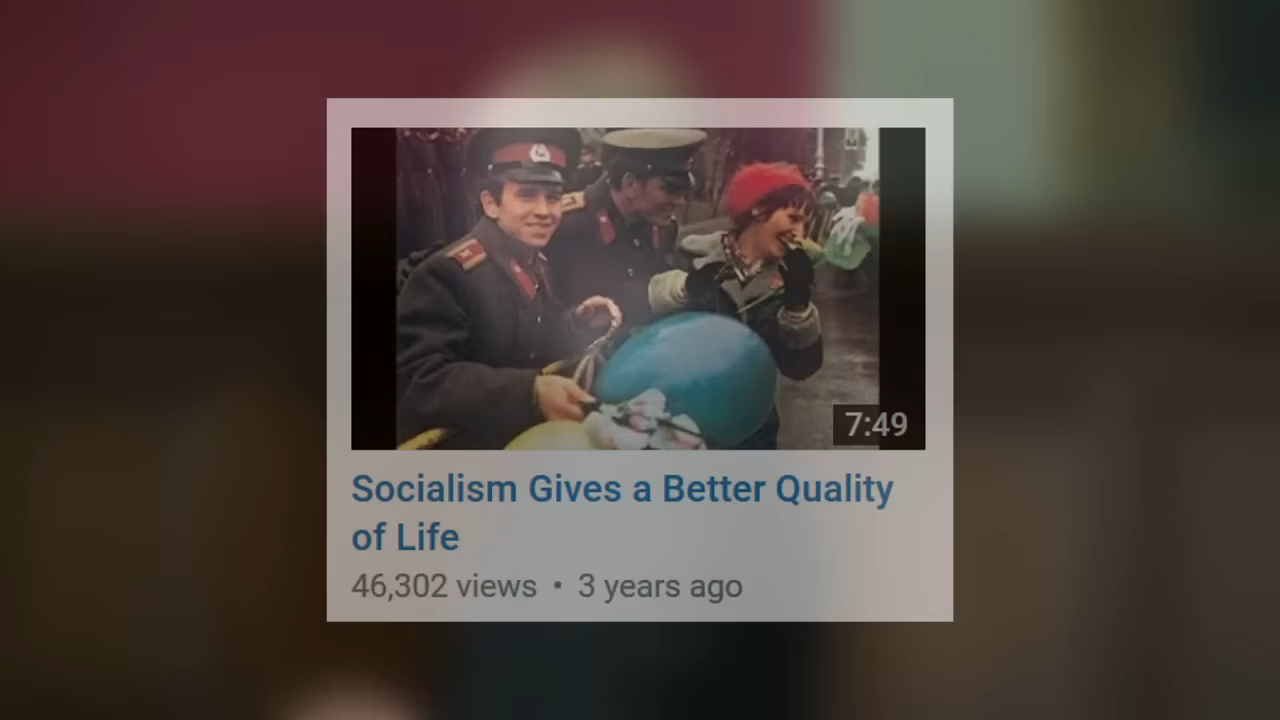 7:49
Socialism Gives a Better Quality
of Life
46,302 views • 3 years ago